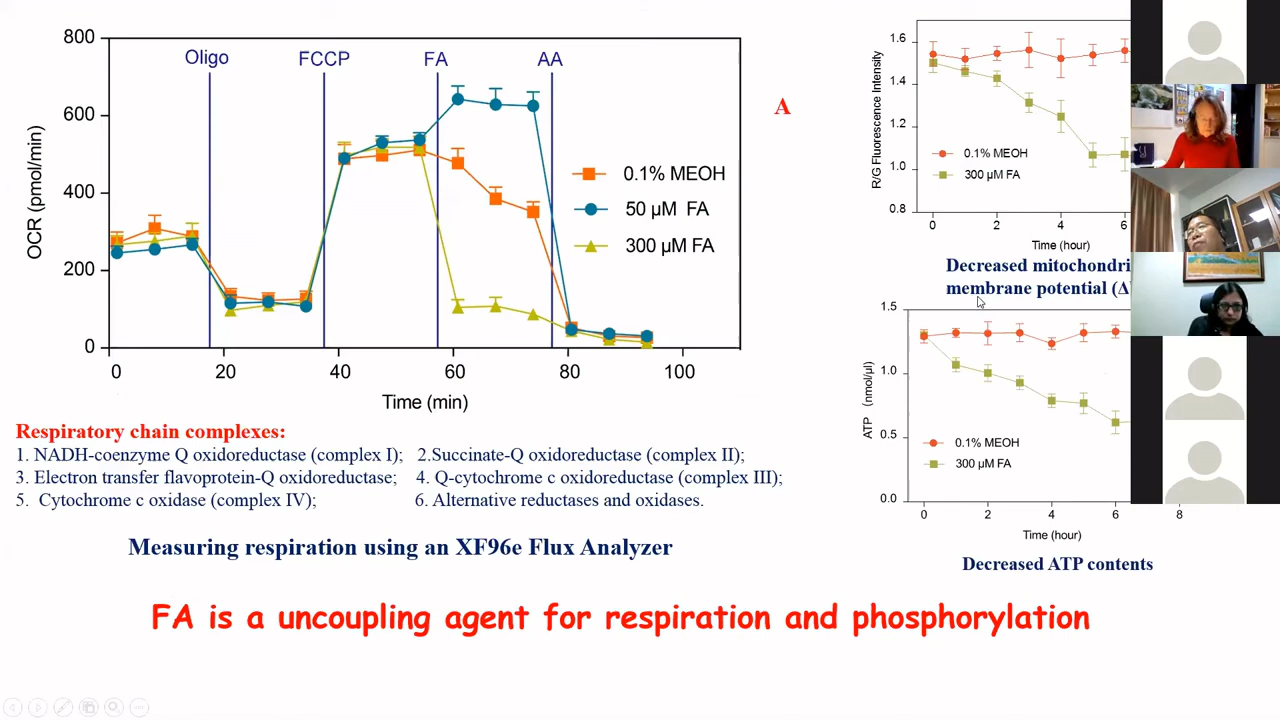 800
600
400
200
0
OCR (pmol/min)
Oligo
FCCP
FA
AA
0.1% MEOH
50 µM FA
300 µM FA
0 20 40 60 80 100
Time (min)
A
1.6
1.4
1.2
1.0
0.8
R/G Fluorescence Intensity
0.1% MEOH
300 µM FA
0 2 4 6
Time (hour)
Decreased mitochondri
membrane potential (Δ
1.5
1.0
0.5
0.0
ATP (nmol/µl)
0.1% MEOH
300 µM FA
0 2 4 6 8
Time (hour)
Decreased ATP contents
Respiratory chain complexes:
1. NADH-coenzyme Q oxidoreductase (complex I); 2.Succinate-Q oxidoreductase (complex II);
3. Electron transfer flavoprotein-Q oxidoreductase; 4. Q-cytochrome c oxidoreductase (complex III);
5. Cytochrome c oxidase (complex IV); 6. Alternative reductases and oxidases.
Measuring respiration using an XF96e Flux Analyzer
FA is a uncoupling agent for respiration and phosphorylation